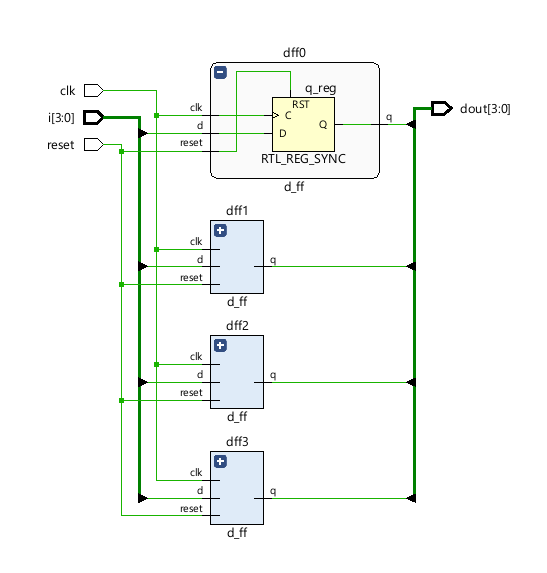 dff0
clk
i[3:0]
reset
dout[3:0]
q_reg
clk
d
reset
RST
C
D
Q
q
RTL_REG_SYNC
d_ff
dff1
clk
d
reset
q
d_ff
dff2
clk
d
reset
q
d_ff
dff3
clk
d
reset
q
d_ff